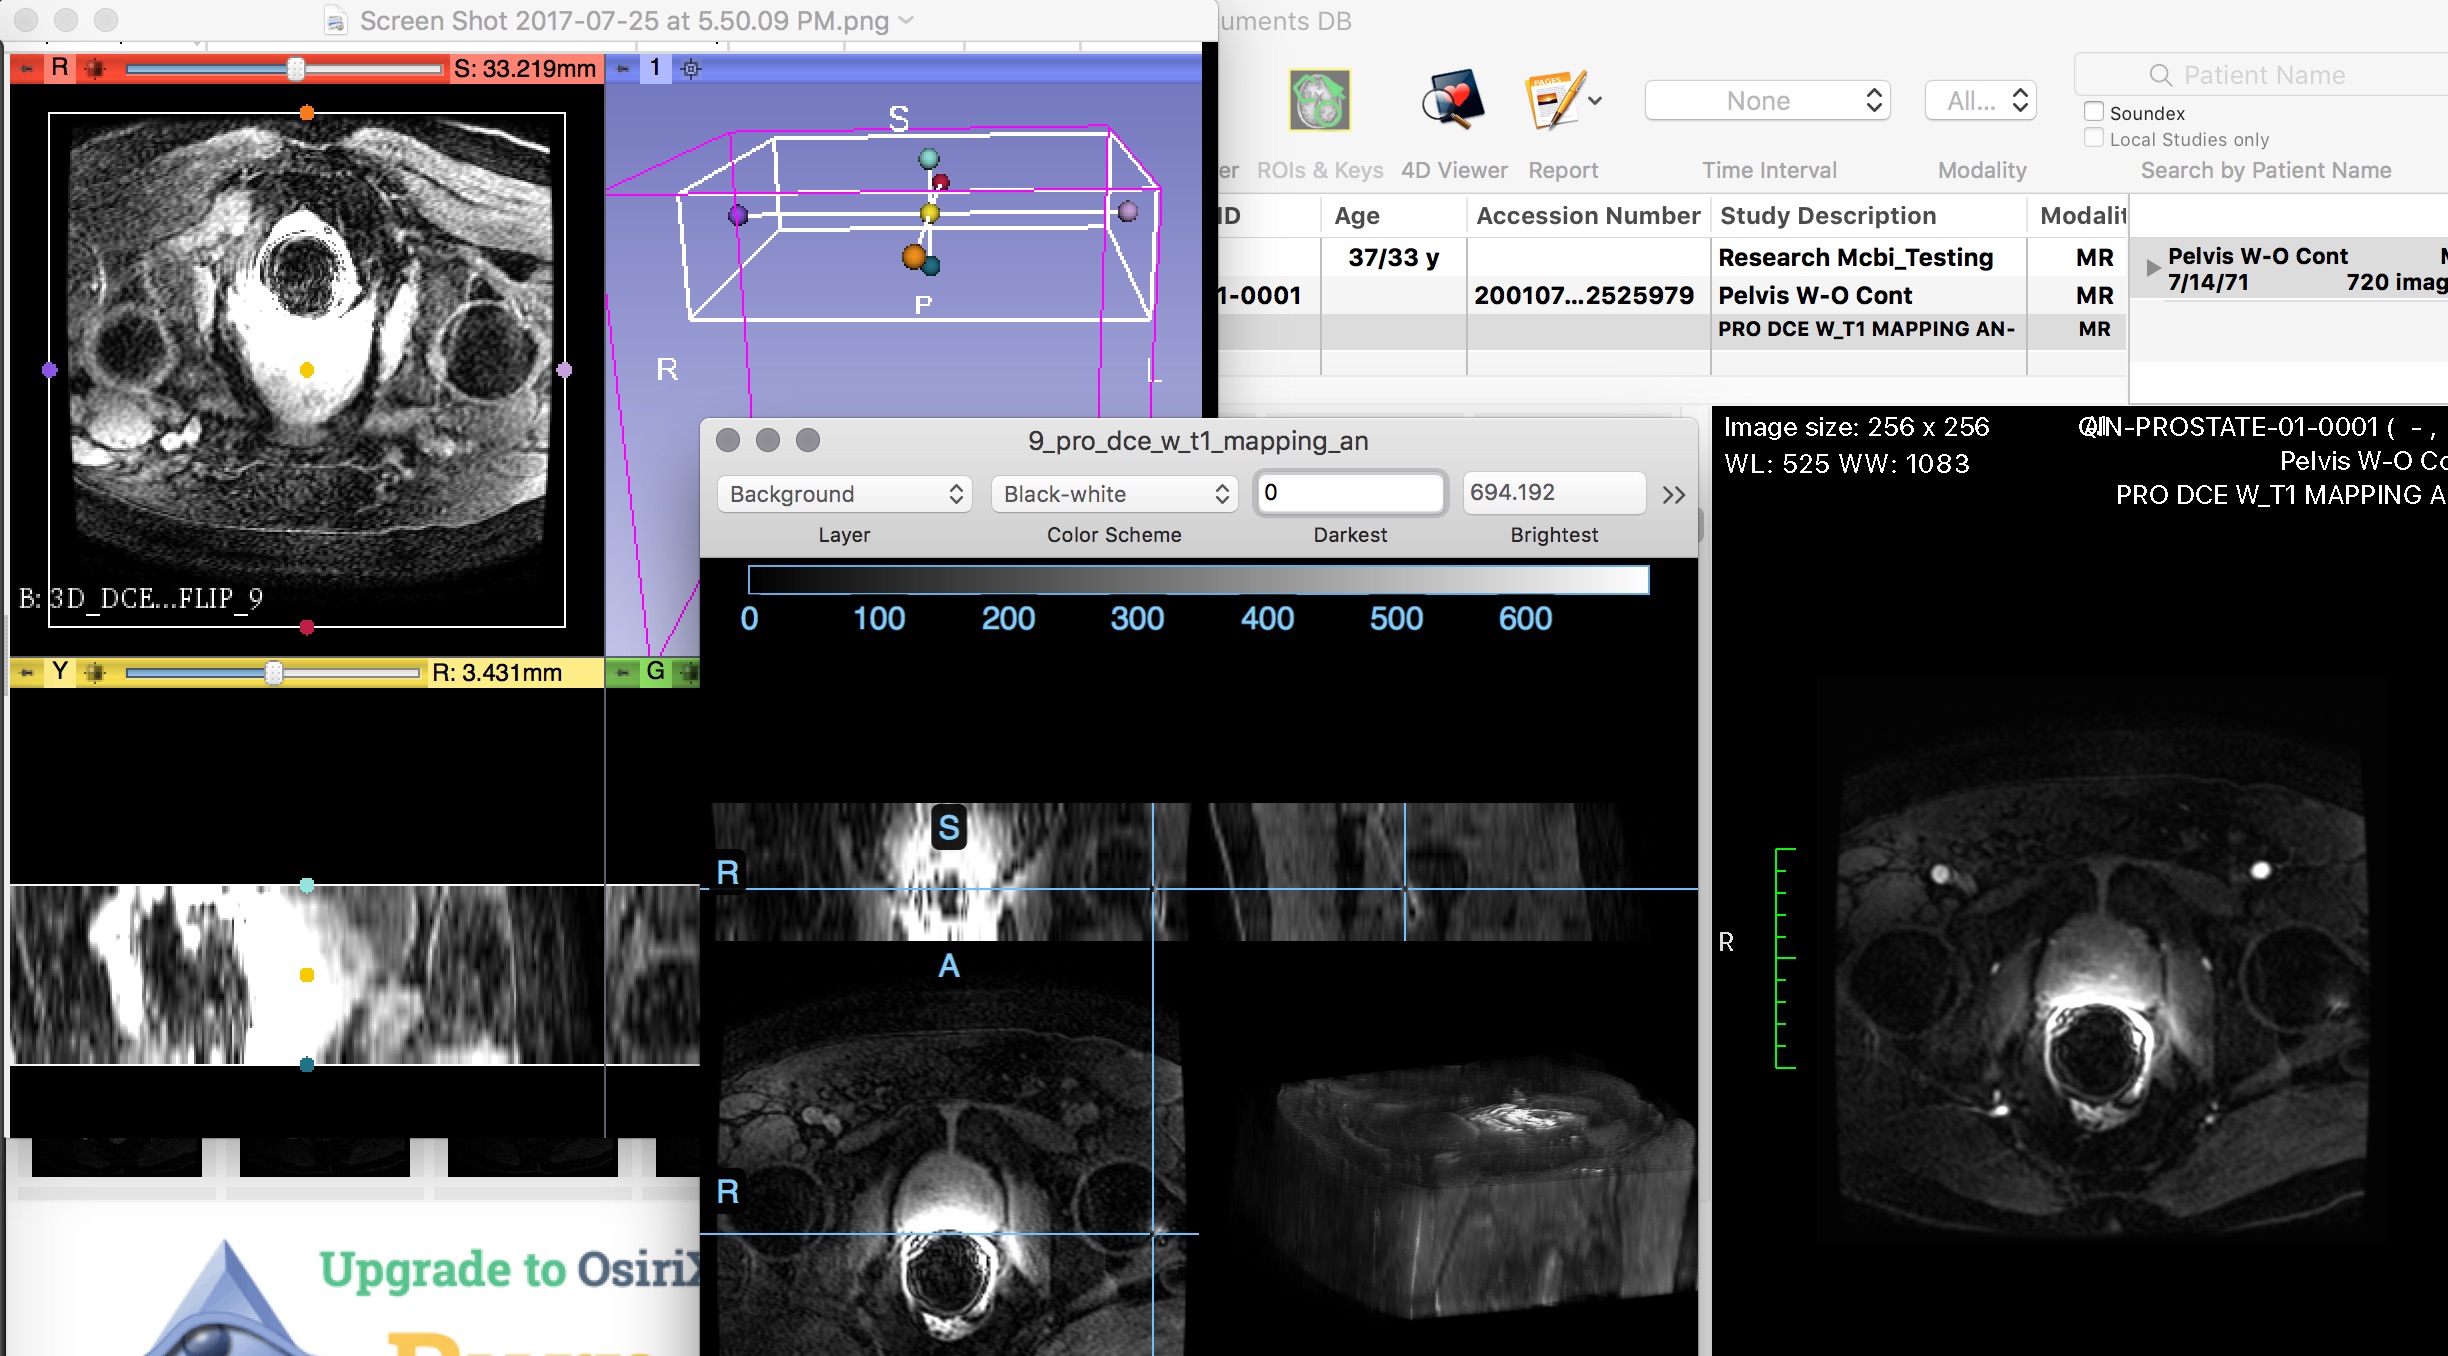 Screen Shot 2017-07-25 at 5.50.09 PM.png
uments DB
R
S: 33.219mm
1
S
P
R
L
B: 3D_DCE...FLIP_9
Y
R: 3.431mm
G
None
All...
Patient Name
Soundex
Local Studies only
er
ROIs & Keys
4D Viewer
Report
Time Interval
Modality
Search by Patient Name
ID
Age
Accession Number
Study Description
Modalit
37/33 y
Research Mcbi_Testing
MR
1-0001
200107...2525979
Pelvis W-O Cont
MR
PRO DCE W_T1 MAPPING AN-
MR
Pelvis W-O Cont
7/14/71
720 imag
9_pro_dce_w_t1_mapping_an
Background
Black-white
0
694.192
Layer
Color Scheme
Darkest
Brightest
0 100 200 300 400 500 600
S
R
A
R
Image size: 256 x 256
WL: 525 WW: 1083
QIN-PROSTATE-01-0001 ( - ,
Pelvis W-O Co
PRO DCE W_T1 MAPPING A
R
Upgrade to OsiriX